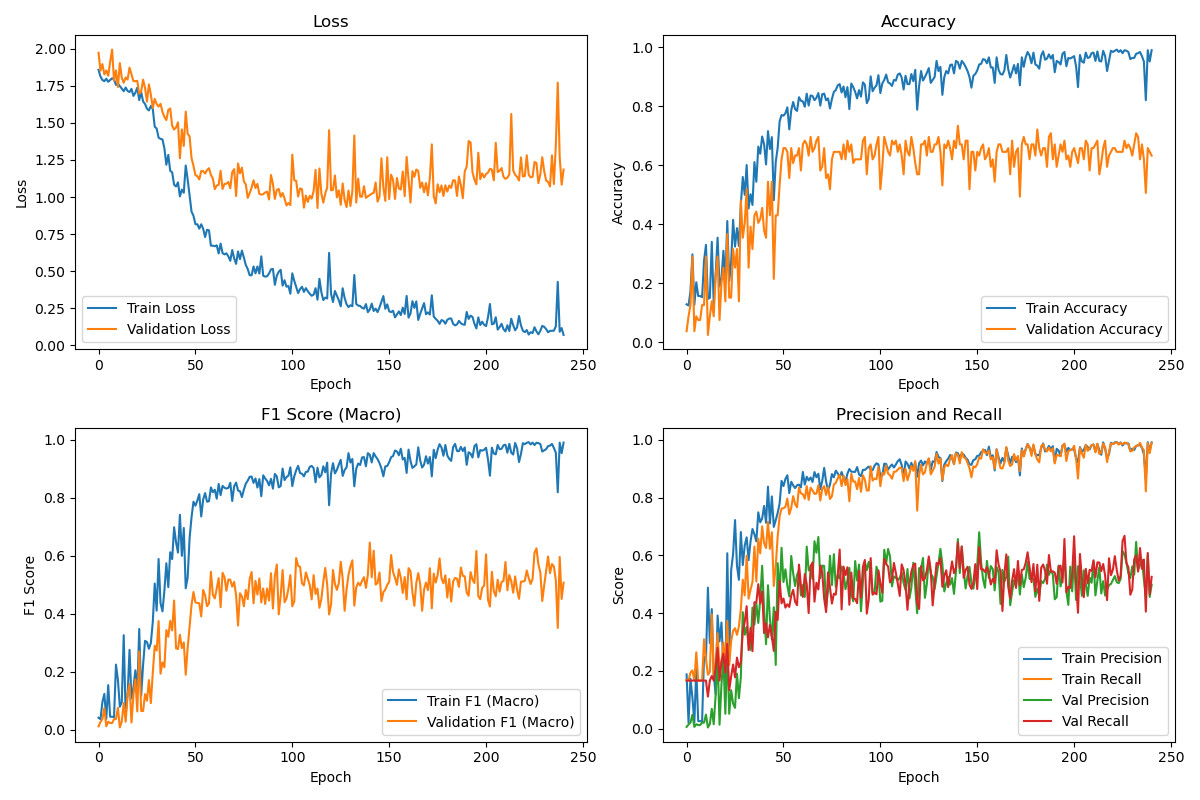 Loss
2.00
1.75
1.50
1.25
1.00
0.75
0.50
0.25
0.00
Loss
Train Loss
Validation Loss
0 50 100 150 200 250
Epoch
Accuracy
1.0
0.8
0.6
0.4
0.2
0.0
Accuracy
Train Accuracy
Validation Accuracy
0 50 100 150 200 250
Epoch
F1 Score (Macro)
1.0
0.8
0.6
0.4
0.2
0.0
F1 Score
Train F1 (Macro)
Validation F1 (Macro)
0 50 100 150 200 250
Epoch
Precision and Recall
1.0
0.8
0.6
0.4
0.2
0.0
Score
Train Precision
Train Recall
Val Precision
Val Recall
0 50 100 150 200 250
Epoch